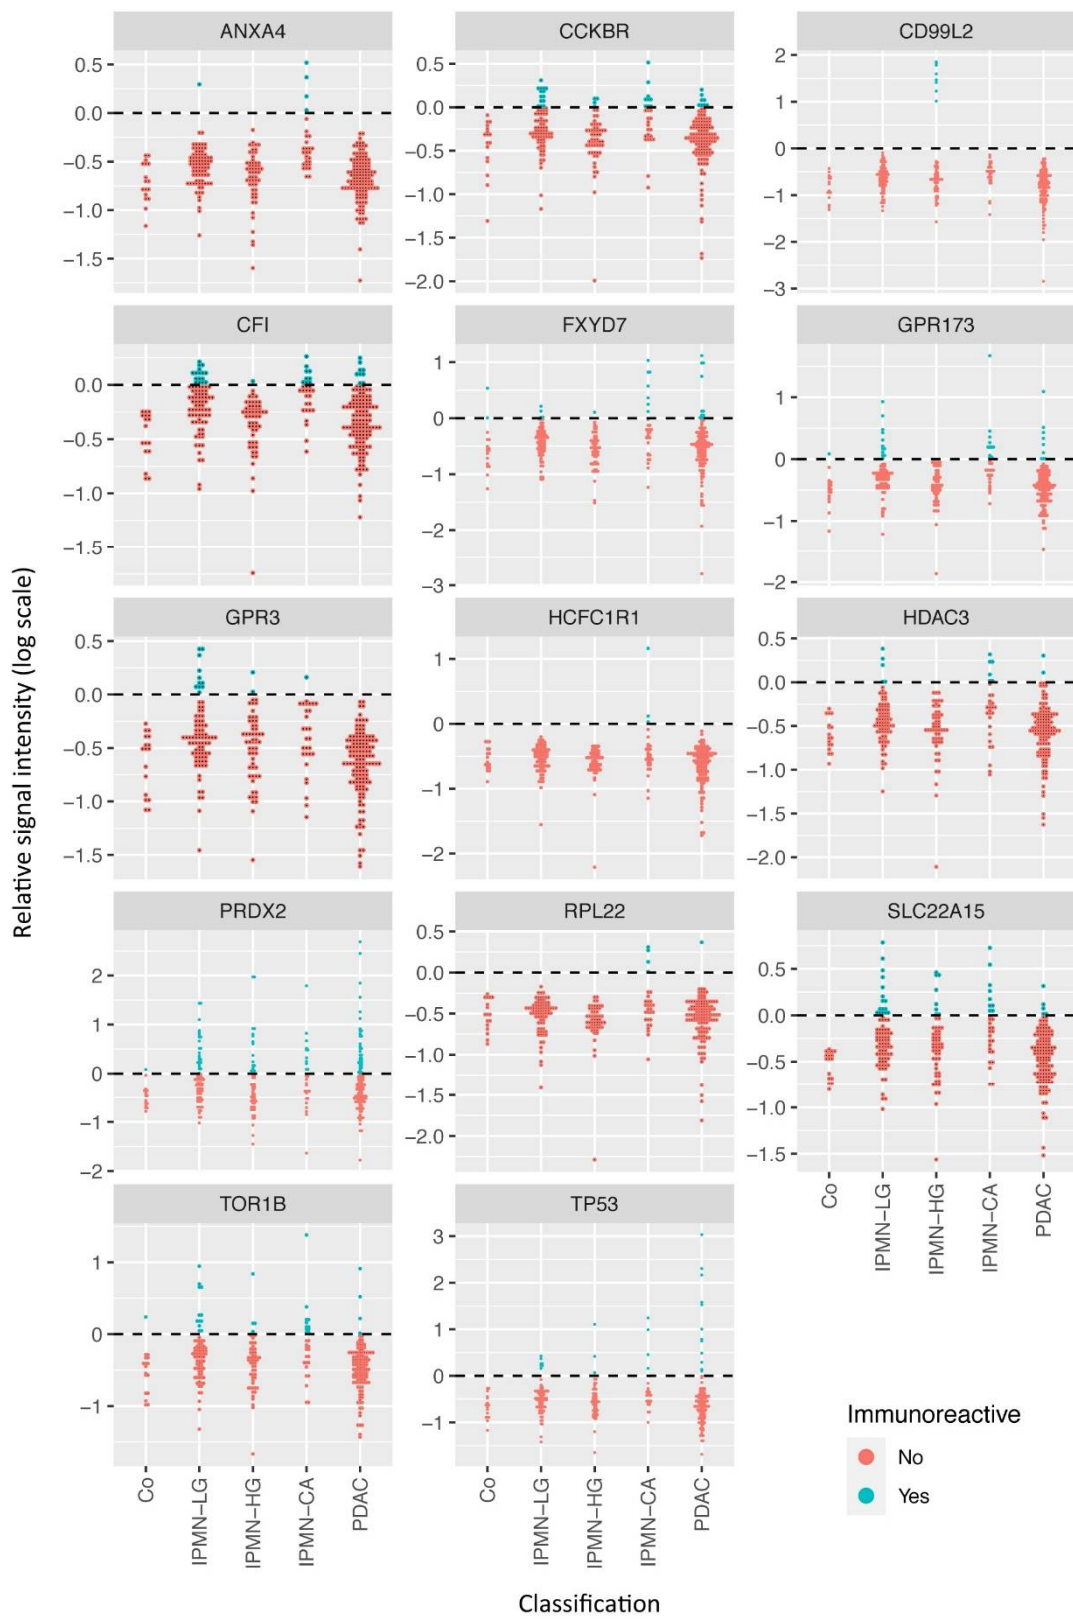 ANXA4
CCKBR
CD99L2
0.5
0.0
−0.5
−1.0
−1.5
0.5
0.0
−0.5
−1.0
−1.5
−2.0
2
1
0
−1
−2
−3
CFI
FXYD7
GPR173
0.0
−0.5
−1.0
−1.5
1
0
−1
−3
1
0
−1
−2
Relative signal intensity (log scale)
GPR3
HCFC1R1
HDAC3
0.5
0.0
−0.5
−1.0
−1.5
1
0
−1
−2
0.5
0.0
−0.5
−1.0
−1.5
−2.0
PRDX2
RPL22
SLC22A15
2
1
0
−1
−2
0.5
0.0
−0.5
−1.0
−2.0
0.5
0.0
−0.5
−1.0
−1.5
Co
IPMN−LG
IPMN−HG
IPMN−CA
PDAC
TOR1B
TP53
1
0
−1
3
2
1
0
−1
Co
IPMN−LG
IPMN−HG
IPMN−CA
PDAC
Co
IPMN−LG
IPMN−HG
IPMN−CA
PDAC
Immunoreactive
No
Yes
Classification